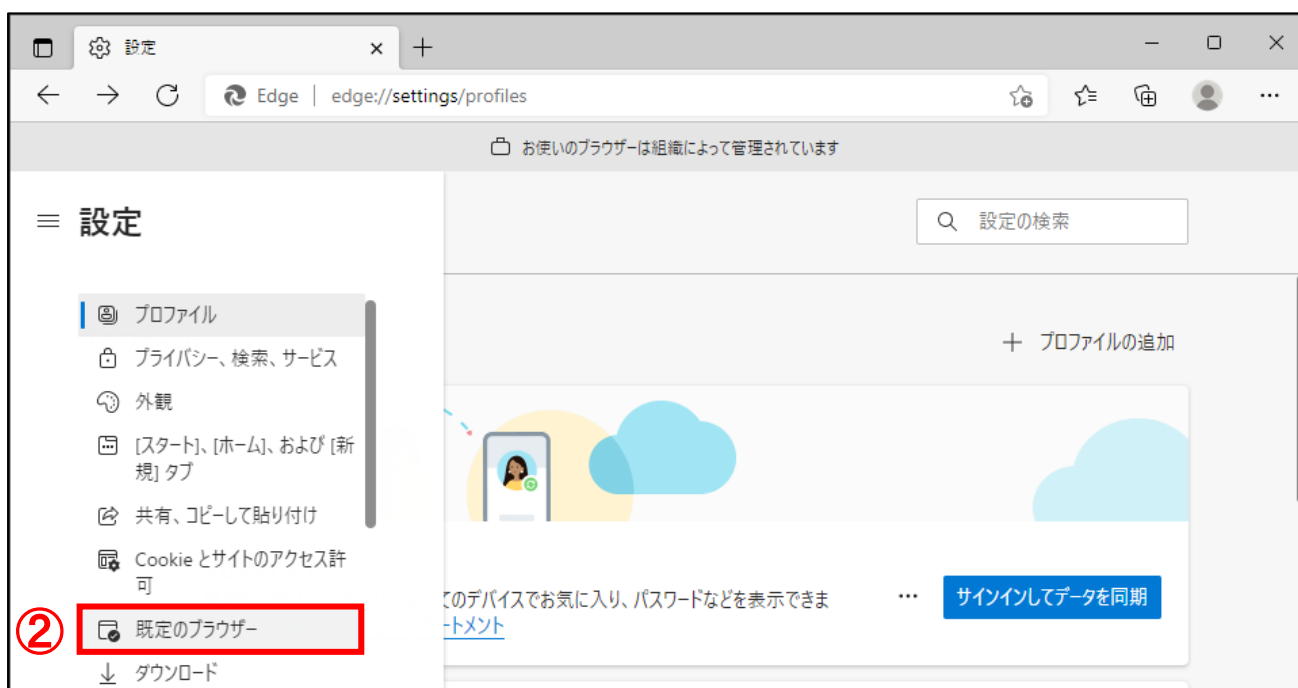 設定
Edge | edge://settings/profiles
お使いのブラウザーは組織によって管理されています
設定
設定の検索
プロファイル
プライバシー、検索、サービス
外観
[スタート]、[ホーム]、および [新
規] タブ
共有、コピーして貼り付け
Cookie とサイトのアクセス許
可
② 既定のブラウザー
ダウンロード
プロファイルの追加
てのデバイスでお気に入り、パスワードなどを表示できま
ートメント
サインインしてデータを同期